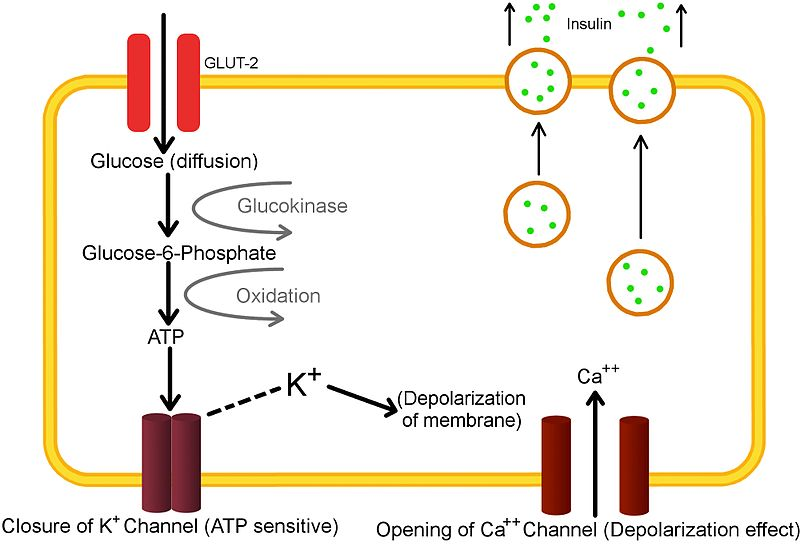 Insulin
GLUT-2
Glucose (diffusion)
Glucokinase
Glucose-6-Phosphate
Oxidation
ATP
K⁺
(Depolarization
of membrane)
Ca⁺⁺
Closure of K⁺ Channel (ATP sensitive)
Opening of Ca⁺⁺ Channel (Depolarization effect)